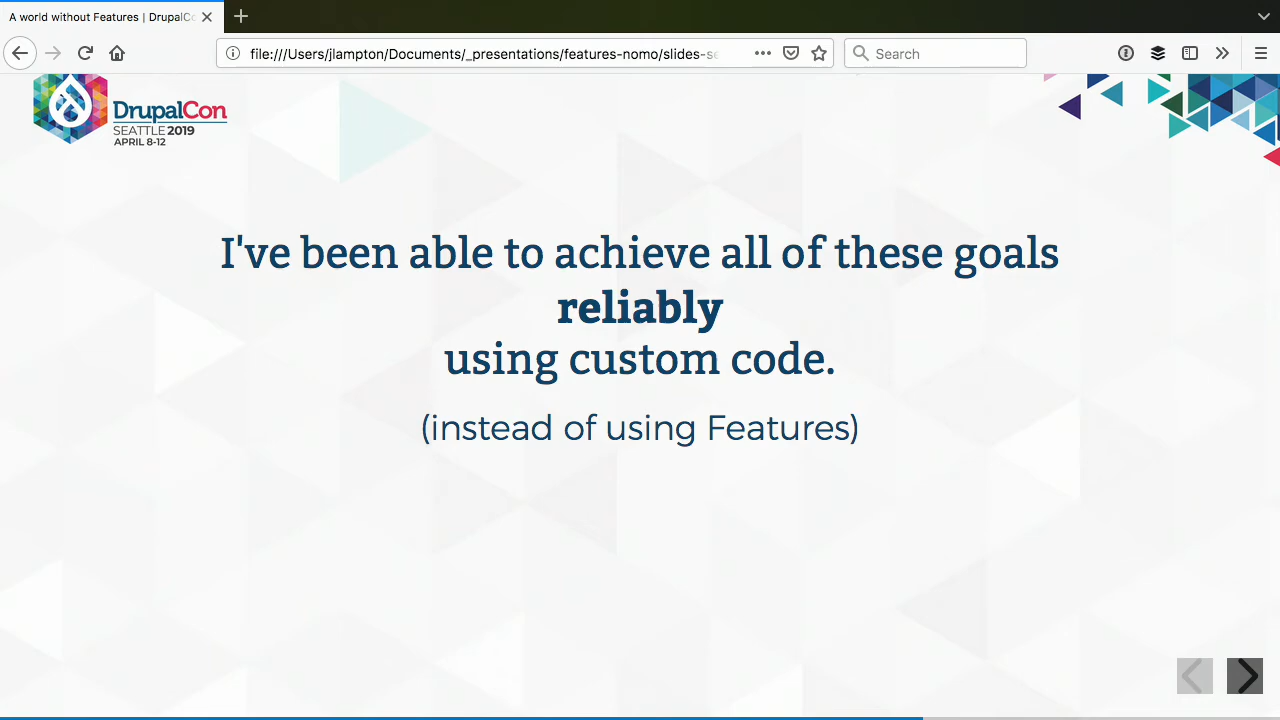 A world without Features | DrupalCo
file:///Users/jlampton/Documents/_presentations/features-nomo/slides-se
Search
DrupalCon
SEATTLE 2019
APRIL 8-12
I've been able to achieve all of these goals
reliably
using custom code.
(instead of using Features)